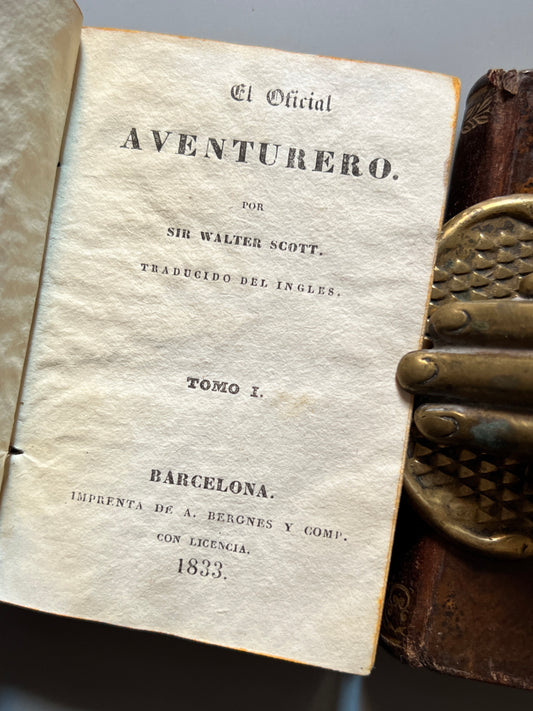 El Oficial
AVENTURERO.
POR
SIR WALTER SCOTT.
TRADUCIDO DEL INGLES.
TOMO I.
BARCELONA.
IMPRENTA DE A. BERGNES Y COMP.
CON LICENCIA.
1833.